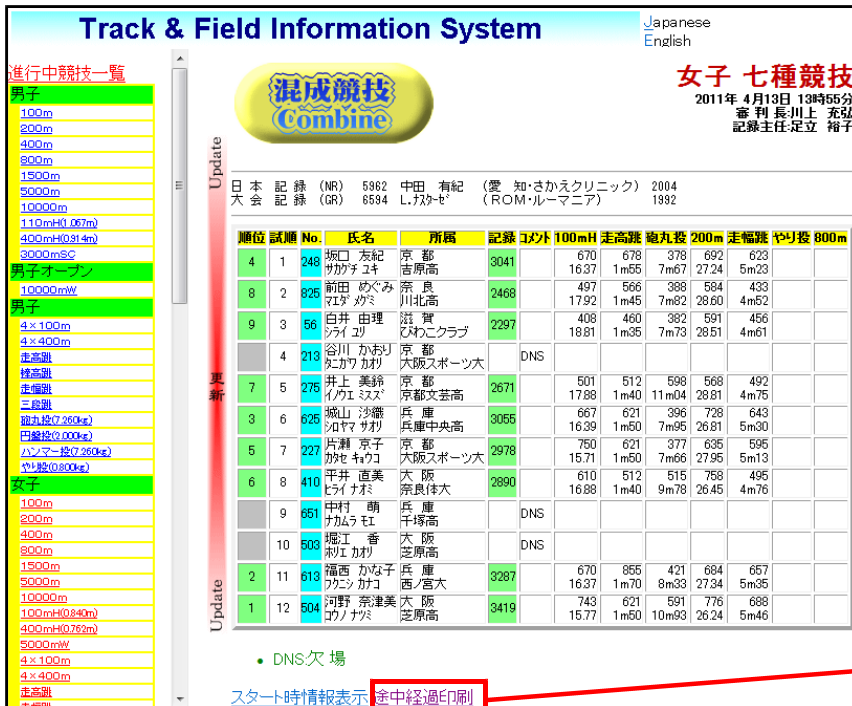 Track & Field Information System
Japanese
English
進行中競技一覧
男子
100m
200m
400m
800m
1500m
5000m
10000m
110mH(1.067m)
400mH(0.914m)
3000mSC
男子オープン
10000mW
男子
4×100m
4×400m
走高跳
棒高跳
走幅跳
三段跳
砲丸投(7.260kg)
円盤投(2.000kg)
ハンマー投(7.260kg)
やり投(0.800kg)
女子
100m
200m
400m
800m
1500m
5000m
10000m
100mH(0.840m)
400mH(0.762m)
5000mW
4×100m
4×400m
走高跳
Update
更新
Update
混成競技
Combine
女子 七種競技
2011年 4月13日 13時55分
審 判 長:川上 充弘
記録主任:足立 裕子
日 本 記 録 (NR) 5962 中田 有紀 (愛 知・さかえクリニック) 2004
大 会 記 録 (GR) 6594 L.ナスターゼ (ROM・ルーマニア) 1992
順位 試順 No. 氏名 所属 記録 コメント 100mH 走高跳 砲丸投 200m 走幅跳 やり投 800m
4 1 248 坂口 友紀 京 都 3041 670 678 378 692 623
サカグチ ユキ 吉原高 16.37 1m55 7m67 27.24 5m23
8 2 825 前田 めぐみ 奈 良 2468 497 566 388 584 433
マエダ メグミ 川北高 17.92 1m45 7m82 28.60 4m52
9 3 56 白井 由理 滋 賀 2297 408 460 382 591 456
シライ ユリ びわこクラブ 18.81 1m35 7m73 28.51 4m61
4 213 谷川 かおり 京 都 DNS
タニカワ カオリ 大阪スポーツ大
7 5 275 井上 美鈴 京 都 2671 501 512 598 568 492
イノウエ ミスズ 京都文芸高 17.88 1m40 11m04 28.81 4m75
3 6 625 城山 沙織 兵 庫 3055 667 621 396 728 643
シロヤマ サオリ 兵庫中央高 16.39 1m50 7m95 26.81 5m30
5 7 227 片瀬 京子 京 都 2978 750 621 377 635 595
カタセ キョウコ 大阪スポーツ大 15.71 1m50 7m66 27.95 5m13
6 8 410 平井 直美 大 阪 2890 610 512 515 758 495
ヒライ ナオミ 奈良体大 16.88 1m40 9m78 26.45 4m76
9 651 中村 萌 兵 庫 DNS
ナカムラ モエ 千塚高
10 503 堀江 香 大 阪 DNS
ホリエ カオリ 芝原高
2 11 613 福西 かな子 兵 庫 3287 670 855 421 684 657
フクニシ カナコ 西ノ宮大 16.37 1m70 8m33 27.34 5m35
1 12 504 河野 奈津美 大 阪 3419 743 621 591 776 688
コウノ ナツミ 芝原高 15.77 1m50 10m93 26.24 5m46
• DNS:欠 場
スタート時情報表示 途中経過印刷